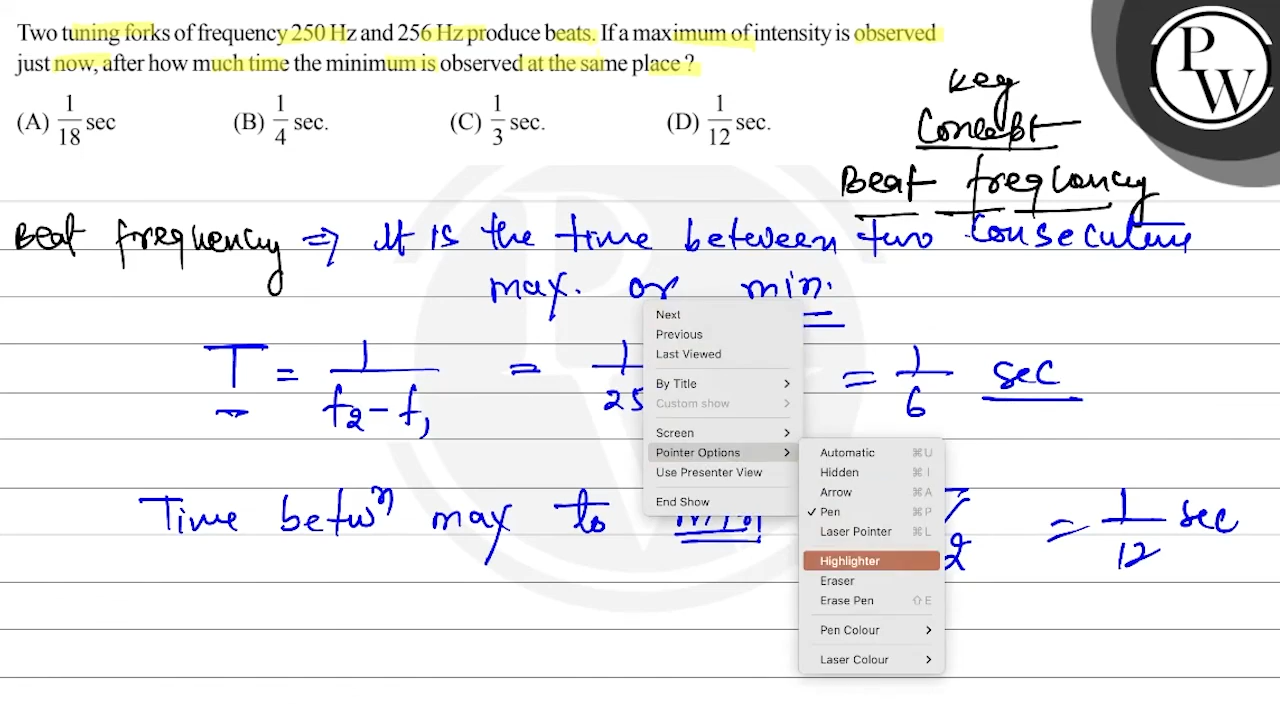 Two tuning forks of frequency 250 Hz and 256 Hz produce beats. If a maximum of intensity is observed
just now, after how much time the minimum is observed at the same place ?
(A) 1/18 sec (B) 1/4 sec. (C) 1/3 sec. (D) 1/12 sec.
PW
Key
Concept
Beat frequency
Beat frequency ⇒ It is the time between two Consecutive
max. or min.
T = 1/(f₂ - f₁) = 1/25 = 1/6 sec
Time betwⁿ max to min = 1/12 sec
2
Next
Previous
Last Viewed
By Title
Custom show
Screen
Pointer Options
Use Presenter View
End Show
Automatic ⌘U
Hidden ⌘I
Arrow ⌘A
✓ Pen ⌘P
Laser Pointer ⌘L
Highlighter
Eraser
Erase Pen ⇧E
Pen Colour
Laser Colour